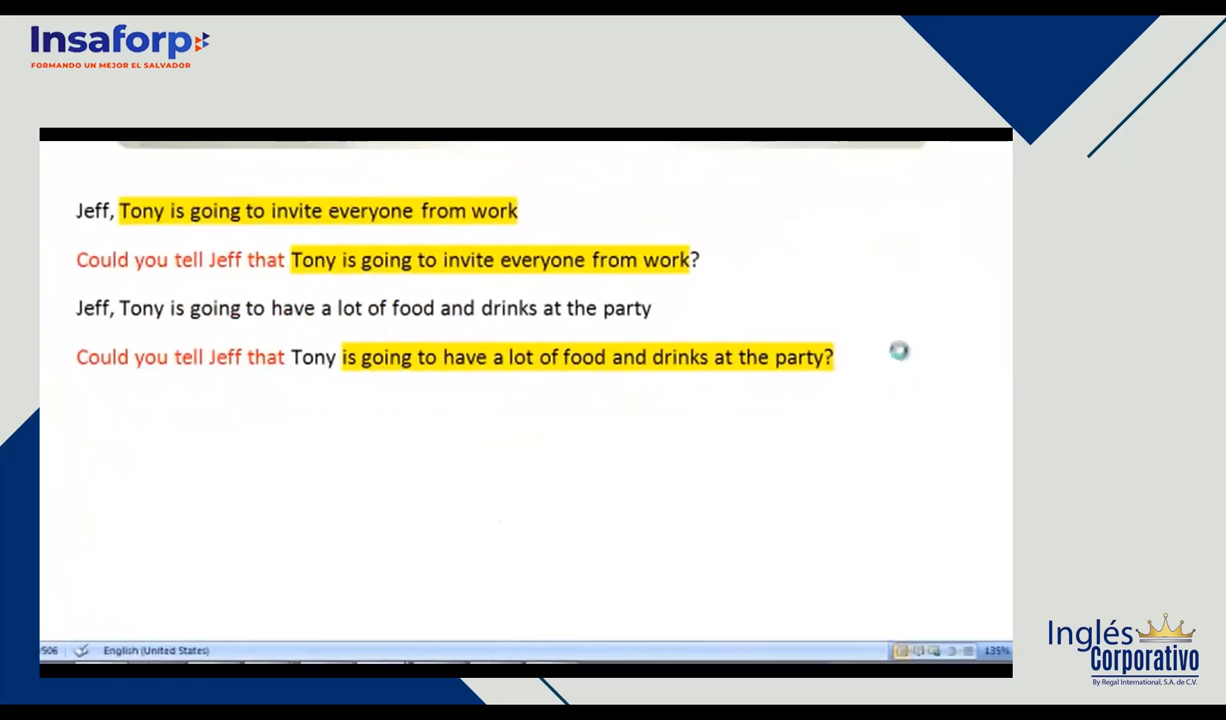 Insaforp
FORMANDO UN MEJOR EL SALVADOR
Jeff, Tony is going to invite everyone from work
Could you tell Jeff that Tony is going to invite everyone from work?
Jeff, Tony is going to have a lot of food and drinks at the party
Could you tell Jeff that Tony is going to have a lot of food and drinks at the party?
/506 English (United States) 135%
Inglés
Corporativo
By Regal International, S.A. de C.V.